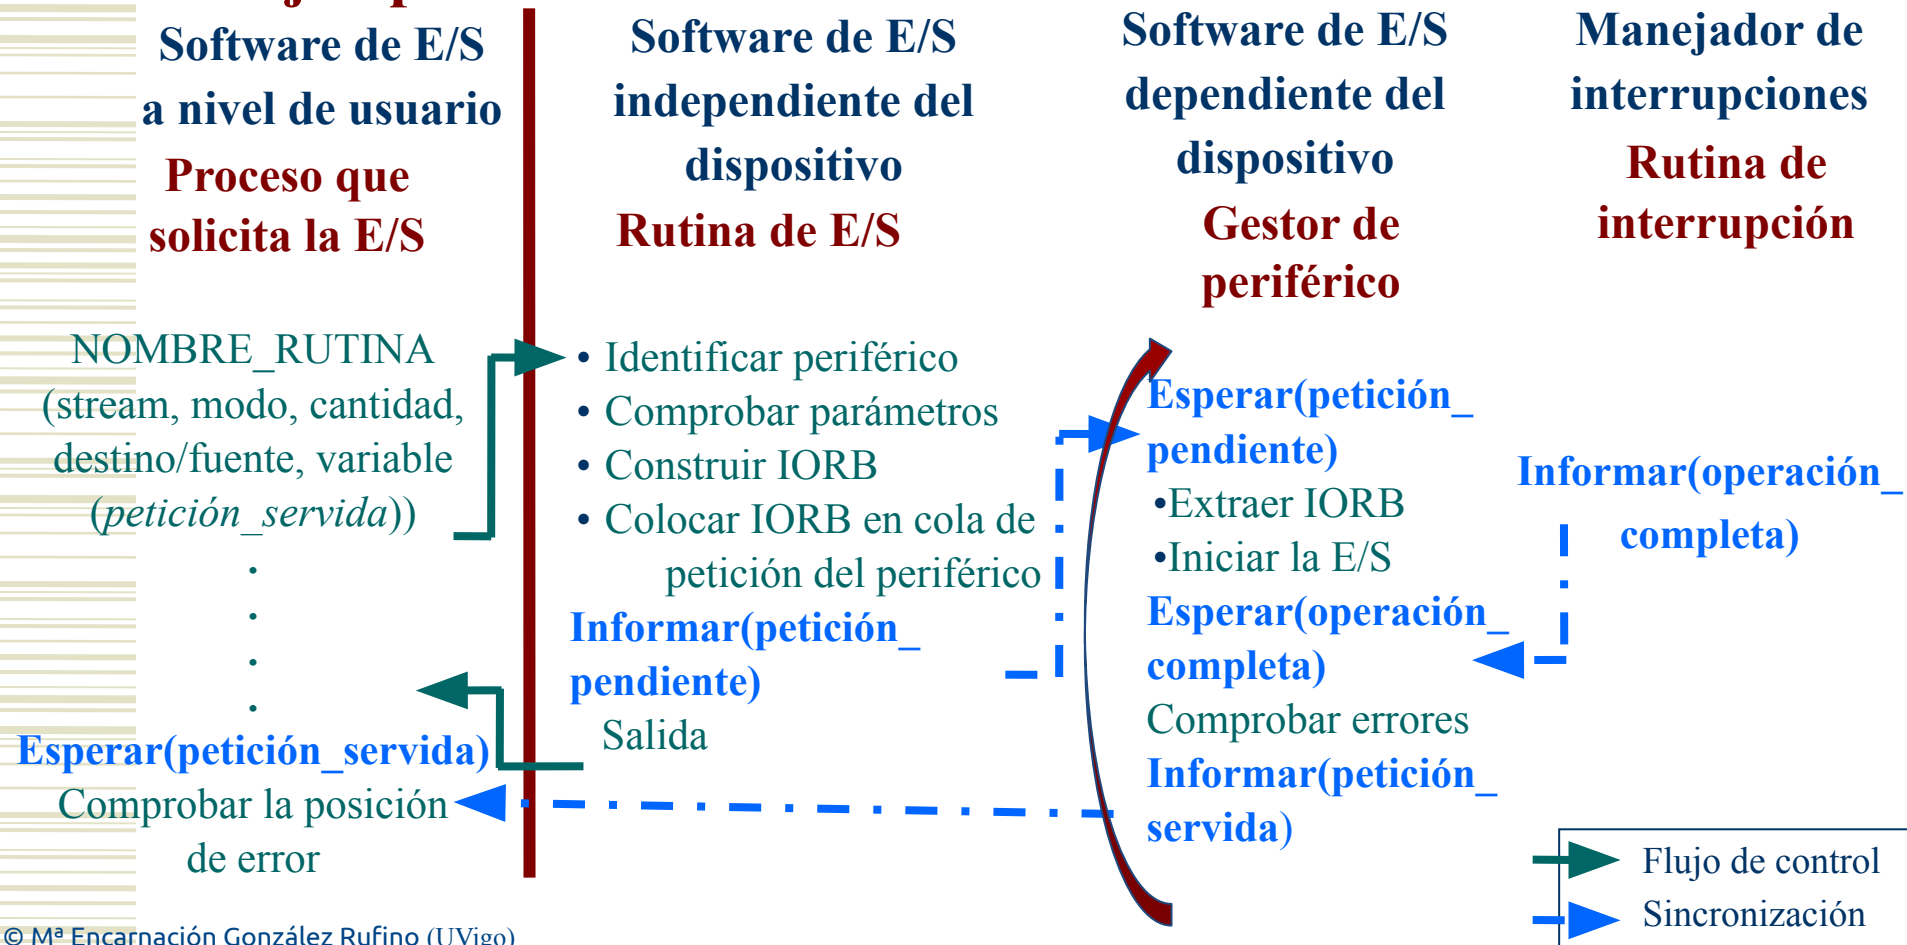 Software de E/S
a nivel de usuario
Proceso que
solicita la E/S
NOMBRE_RUTINA
(stream, modo, cantidad,
destino/fuente, variable
(petición_servida))
.
.
.
.
Esperar(petición_servida)
Comprobar la posición
de error
Software de E/S
independiente del
dispositivo
Rutina de E/S
• Identificar periférico
• Comprobar parámetros
• Construir IORB
• Colocar IORB en cola de
petición del periférico
Informar(petición_
pendiente)
Salida
Software de E/S
dependiente del
dispositivo
Gestor de
periférico
Esperar(petición_
pendiente)
•Extraer IORB
•Iniciar la E/S
Esperar(operación_
completa)
Comprobar errores
Informar(petición_
servida)
Manejador de
interrupciones
Rutina de
interrupción
Informar(operación_
completa)
Flujo de control
Sincronización
© Mª Encarnación González Rufino (UVigo)